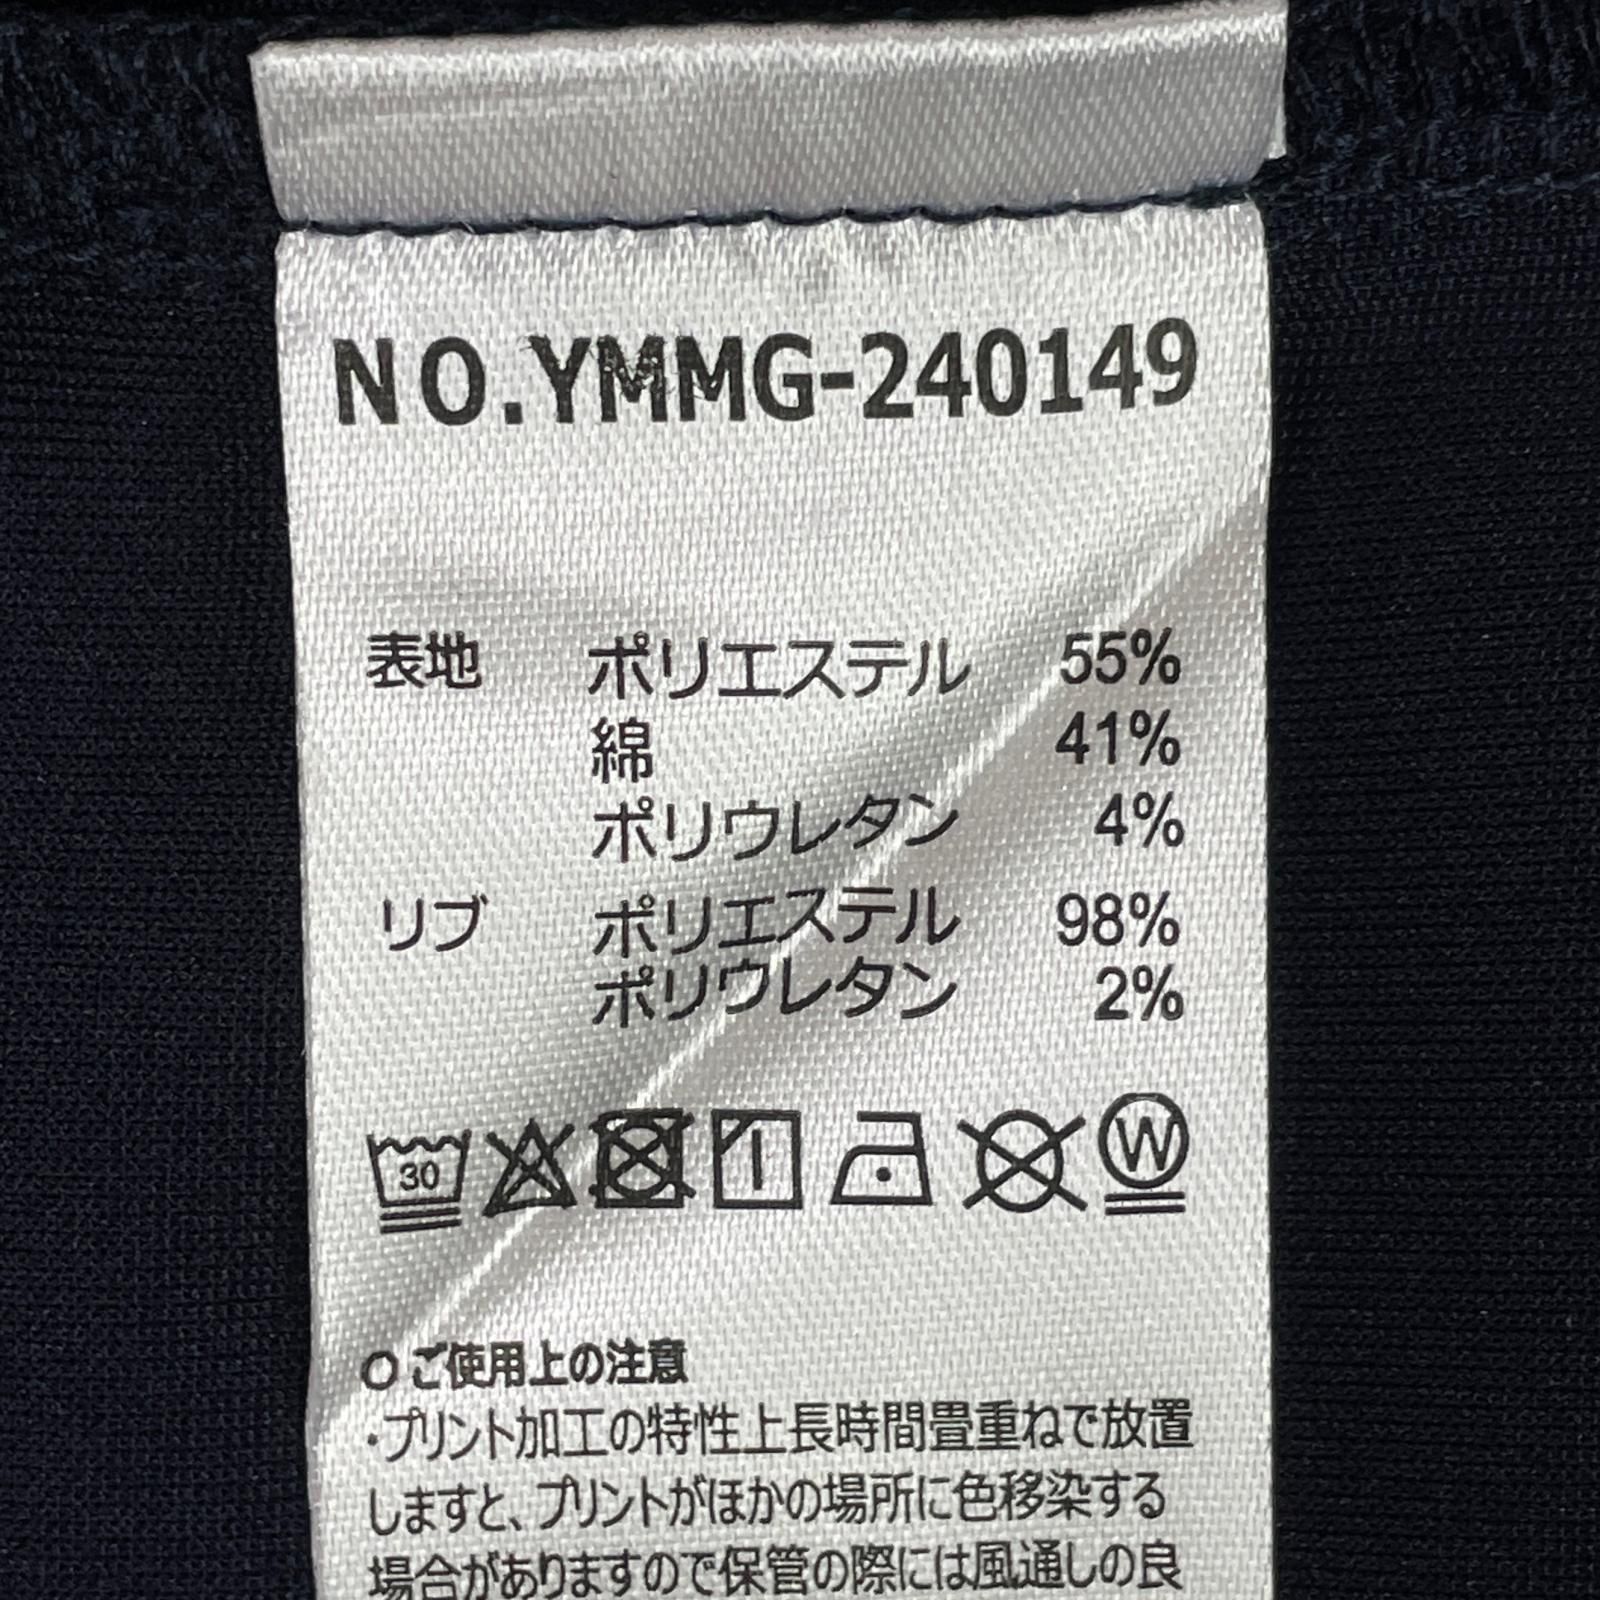 NO.YMMG-240149
表地 ポリエステル 55%
綿 41%
ポリウレタン 4%
リブ ポリエステル 98%
ポリウレタン 2%
30 W
○ご使用上の注意
・プリント加工の特性上長時間畳重ねで放置
しますと、プリントがほかの場所に色移染する
場合がありますので保管の際には風通しの良